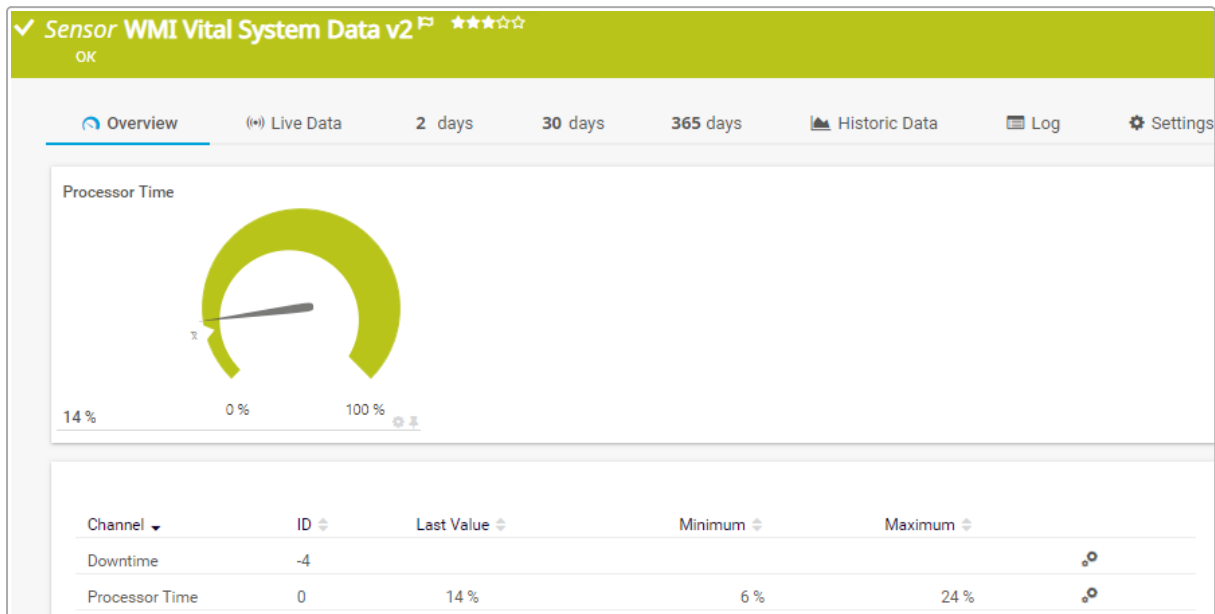 Sensor WMI Vital System Data v2
OK
Overview Live Data 2 days 30 days 365 days Historic Data Log Settings
Processor Time
0 % 100 %
14 %
Channel ID Last Value Minimum Maximum
Downtime -4
Processor Time 0 14 % 6 % 24 %